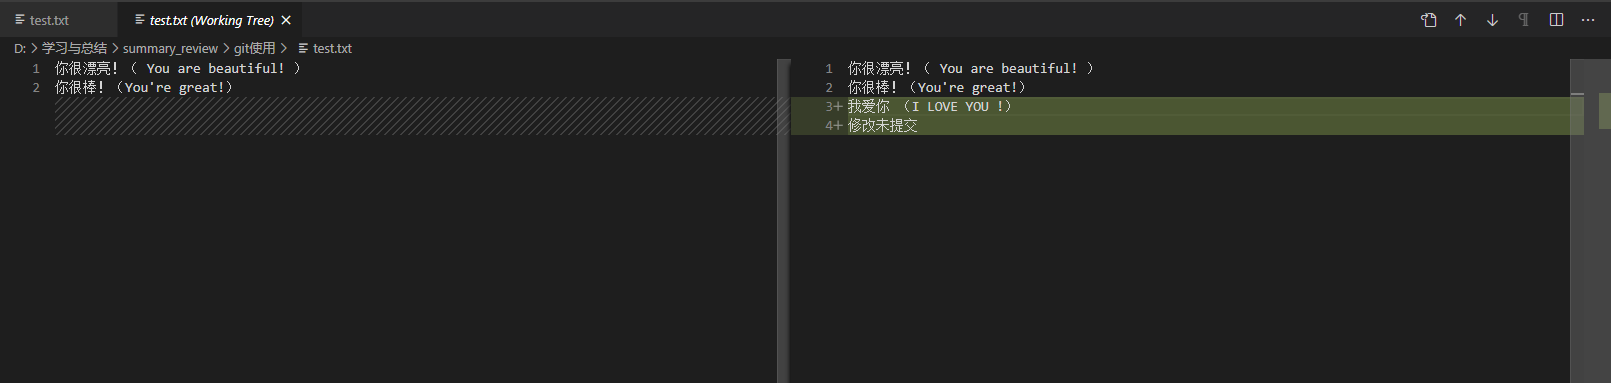 test.txt
test.txt (Working Tree)
D: > 学习与总结 > summary_review > git使用 > test.txt
1 你很漂亮!( You are beautiful! )
2 你很棒!(You're great!)
1 你很漂亮!( You are beautiful! )
2 你很棒!(You're great!)
3+ 我爱你 (I LOVE YOU !)
4+ 修改未提交